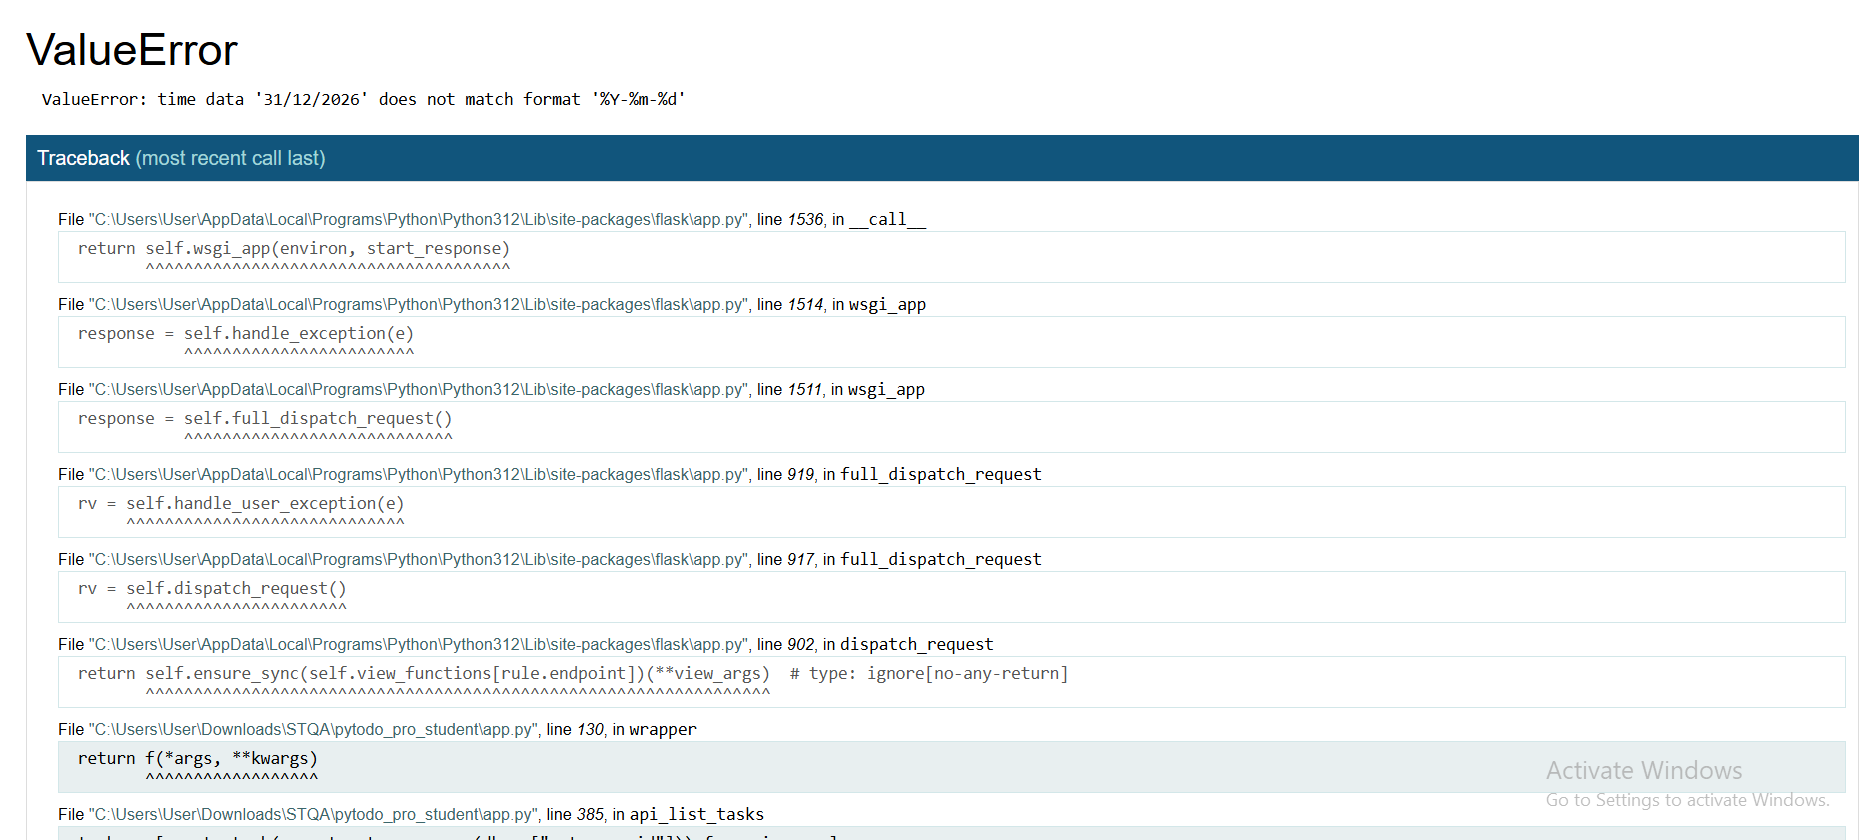 ValueError
ValueError: time data '31/12/2026' does not match format '%Y-%m-%d'
Traceback (most recent call last)
File "C:\Users\User\AppData\Local\Programs\Python\Python312\Lib\site-packages\flask\app.py", line 1536, in __call__
return self.wsgi_app(environ, start_response)
^^^^^^^^^^^^^^^^^^^^^^^^^^^^^^^^^^^^^^
File "C:\Users\User\AppData\Local\Programs\Python\Python312\Lib\site-packages\flask\app.py", line 1514, in wsgi_app
response = self.handle_exception(e)
^^^^^^^^^^^^^^^^^^^^^^^^
File "C:\Users\User\AppData\Local\Programs\Python\Python312\Lib\site-packages\flask\app.py", line 1511, in wsgi_app
response = self.full_dispatch_request()
^^^^^^^^^^^^^^^^^^^^^^^^^^^^
File "C:\Users\User\AppData\Local\Programs\Python\Python312\Lib\site-packages\flask\app.py", line 919, in full_dispatch_request
rv = self.handle_user_exception(e)
^^^^^^^^^^^^^^^^^^^^^^^^^^^^^
File "C:\Users\User\AppData\Local\Programs\Python\Python312\Lib\site-packages\flask\app.py", line 917, in full_dispatch_request
rv = self.dispatch_request()
^^^^^^^^^^^^^^^^^^^^^^^
File "C:\Users\User\AppData\Local\Programs\Python\Python312\Lib\site-packages\flask\app.py", line 902, in dispatch_request
return self.ensure_sync(self.view_functions[rule.endpoint])(**view_args)  # type: ignore[no-any-return]
^^^^^^^^^^^^^^^^^^^^^^^^^^^^^^^^^^^^^^^^^^^^^^^^^^^^^^^^^^^^^^^^^
File "C:\Users\User\Downloads\STQA\pytodo_pro_student\app.py", line 130, in wrapper
return f(*args, **kwargs)
^^^^^^^^^^^^^^^^^^
Activate Windows
Go to Settings to activate Windows.
File "C:\Users\User\Downloads\STQA\pytodo_pro_student\app.py", line 385, in api_list_tasks